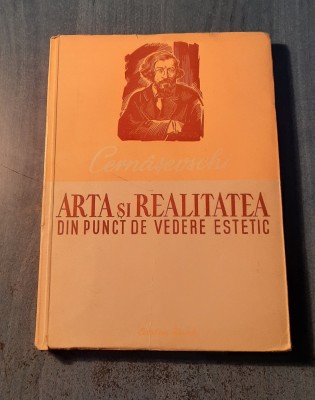 Cernâșevschi
ARTA ȘI REALITATEA
DIN PUNCT DE VEDERE ESTETIC